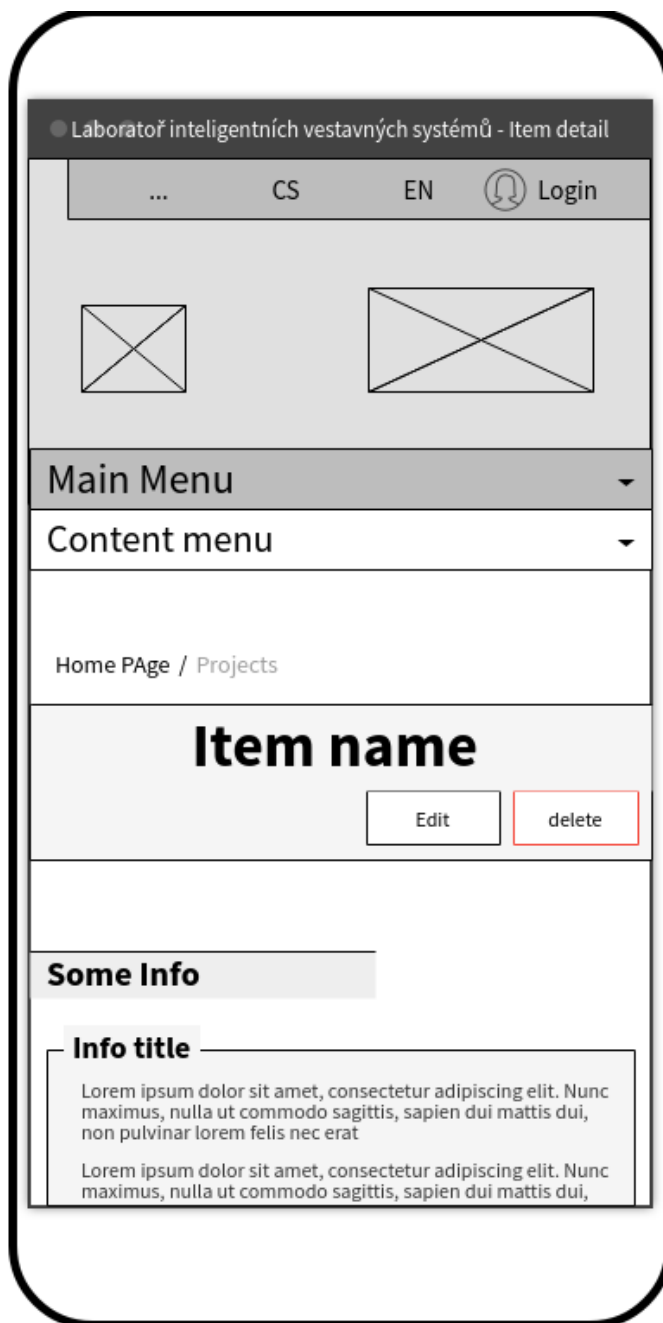 Laboratoř inteligentních vestavných systémů - Item detail
... CS EN Login
Main Menu
Content menu
Home PAge / Projects
Item name
Edit delete
Some Info
Info title
Lorem ipsum dolor sit amet, consectetur adipiscing elit. Nunc
maximus, nulla ut commodo sagittis, sapien dui mattis dui,
non pulvinar lorem felis nec erat
Lorem ipsum dolor sit amet, consectetur adipiscing elit. Nunc
maximus, nulla ut commodo sagittis, sapien dui mattis dui,